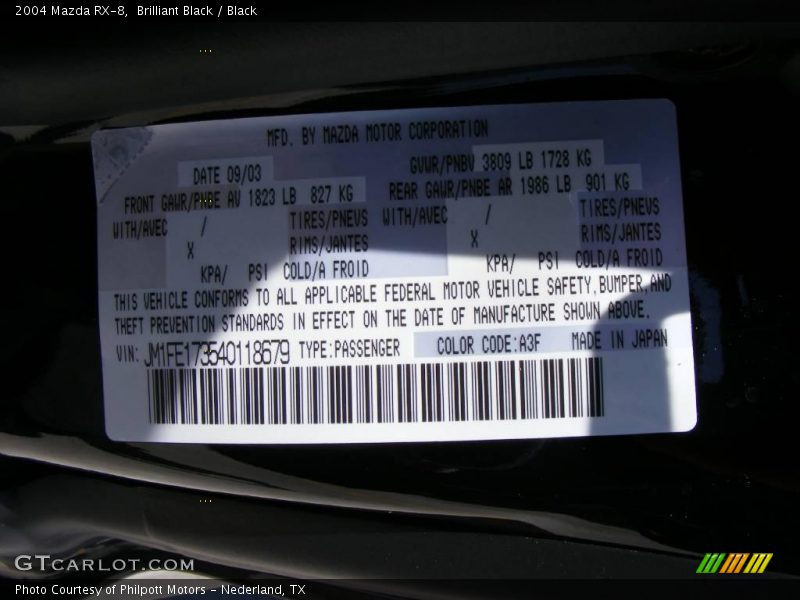 2004 Mazda RX-8,  Brilliant Black / Black
MFD. BY MAZDA MOTOR CORPORATION
DATE 09/03 GVWR/PNBV 3809 LB 1728 KG
FRONT GAWR/PNBE AV 1823 LB 827 KG REAR GAWR/PNBE AR 1986 LB 901 KG
WITH/AVEC / TIRES/PNEUS WITH/AVEC / TIRES/PNEUS
X RIMS/JANTES X RIMS/JANTES
KPA/ PSI COLD/A FROID KPA/ PSI COLD/A FROID
THIS VEHICLE CONFORMS TO ALL APPLICABLE FEDERAL MOTOR VEHICLE SAFETY,BUMPER,AND
THEFT PREVENTION STANDARDS IN EFFECT ON THE DATE OF MANUFACTURE SHOWN ABOVE.
VIN: JM1FE173540118679 TYPE:PASSENGER COLOR CODE:A3F MADE IN JAPAN
GTCARLOT.COM
Photo Courtesy of Philpott Motors - Nederland, TX